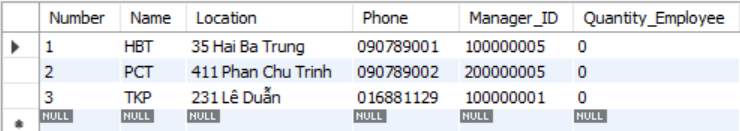 Number Name Location Phone Manager_ID Quantity_Employee
1 HBT 35 Hai Ba Trung 090789001 100000005 0
2 PCT 411 Phan Chu Trinh 090789002 200000005 0
3 TKP 231 Lê Duẫn 016881129 100000001 0
NULL NULL NULL NULL NULL NULL